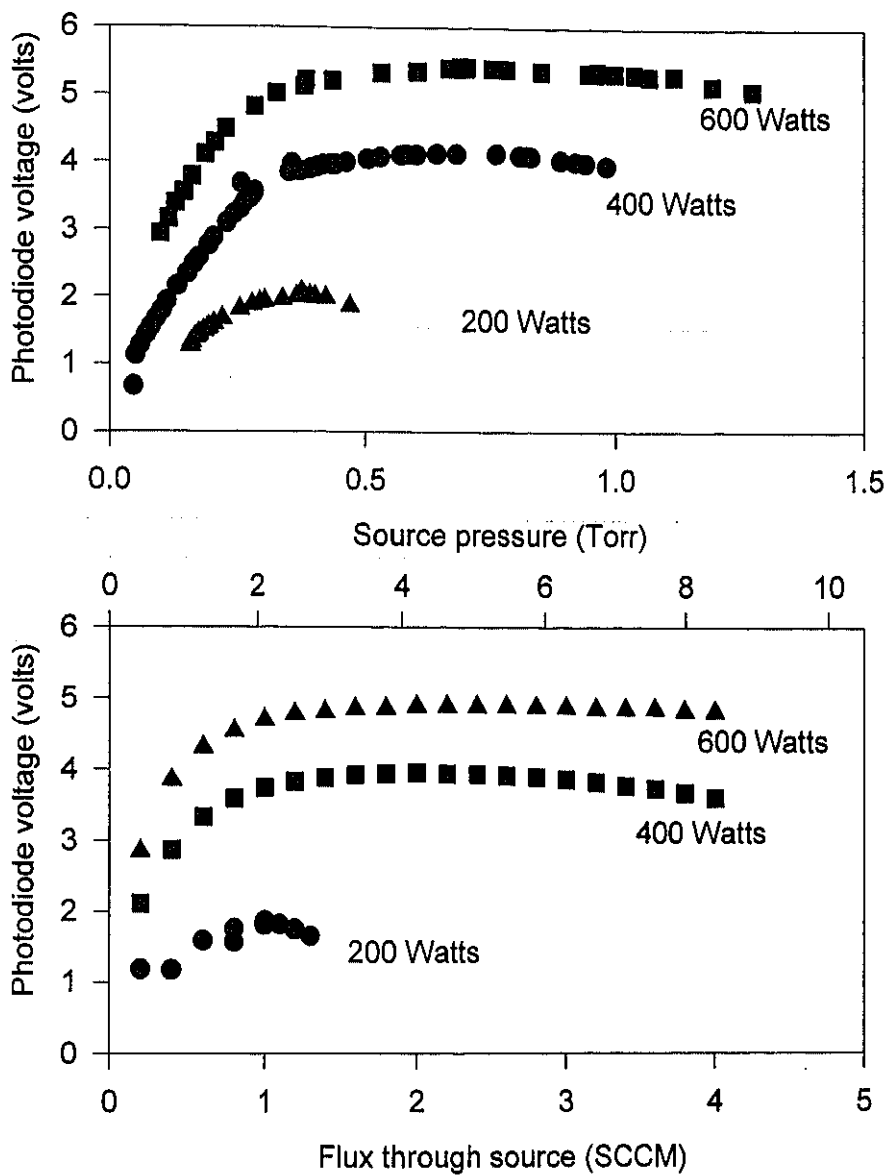 6
5
4
3
2
1
0
Photodiode voltage (volts)
600 Watts
400 Watts
200 Watts
0.0 0.5 1.0 1.5
Source pressure (Torr)
0 2 4 6 8 10
6
5
4
3
2
1
0
Photodiode voltage (volts)
600 Watts
400 Watts
200 Watts
0 1 2 3 4 5
Flux through source (SCCM)